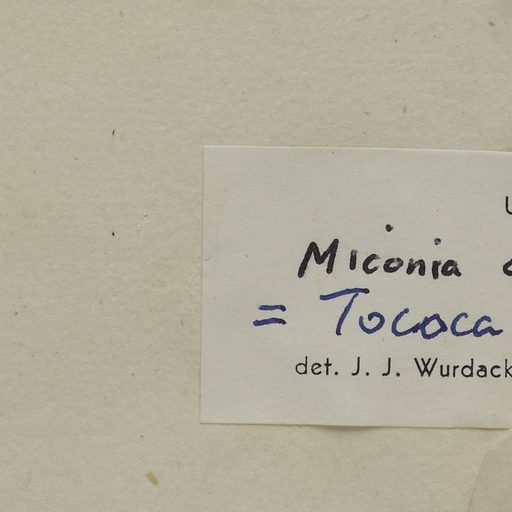 Miconia
= Tococa
det. J. J. Wurdack